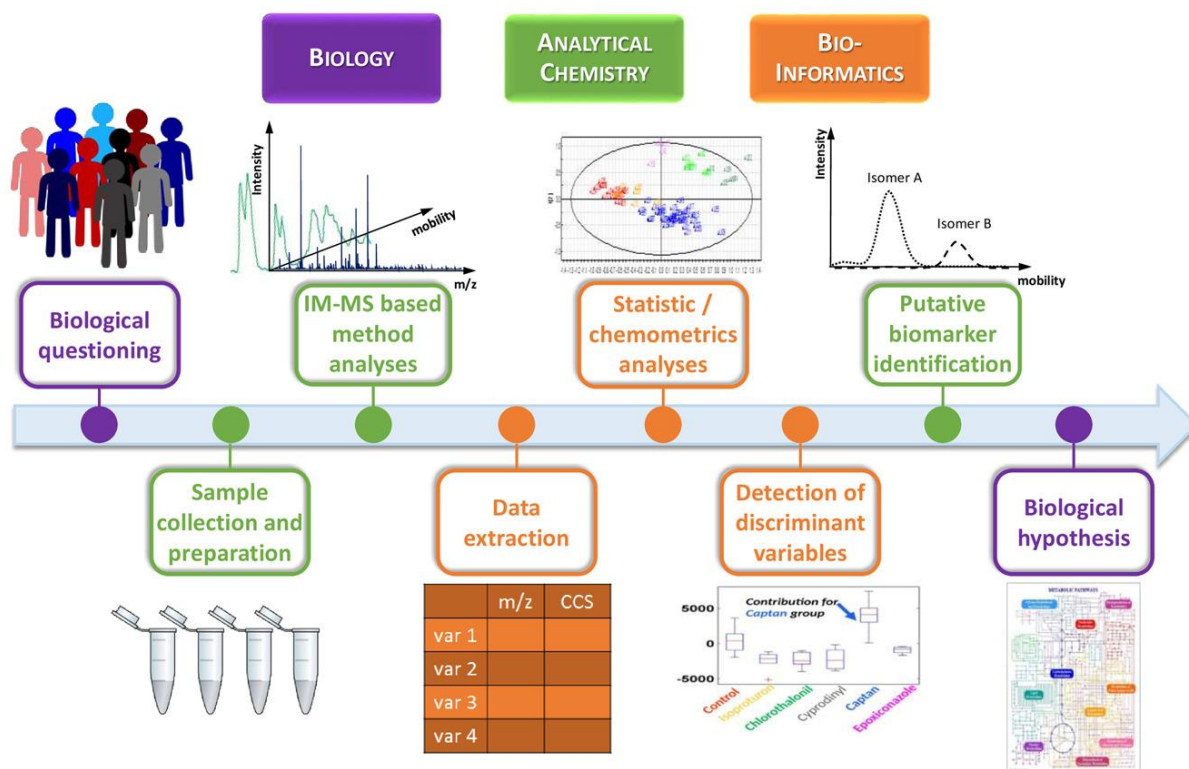 BIOLOGY
ANALYTICAL
CHEMISTRY
BIO-
INFORMATICS
Intensity
mobility
m/z
Intensity
Isomer A
Isomer B
mobility
Biological
questioning
IM-MS based
method
analyses
Statistic /
chemometrics
analyses
Putative
biomarker
identification
Sample
collection and
preparation
Data
extraction
Detection of
discriminant
variables
Biological
hypothesis
m/z CCS
var 1
var 2
var 3
var 4
Contribution for
Captan group
5000
0
-5000
Control
Isoproturon
Chlorothalonil
Cyprodinyl
Captan
Epoxiconazole
METABOLIC PATHWAYS